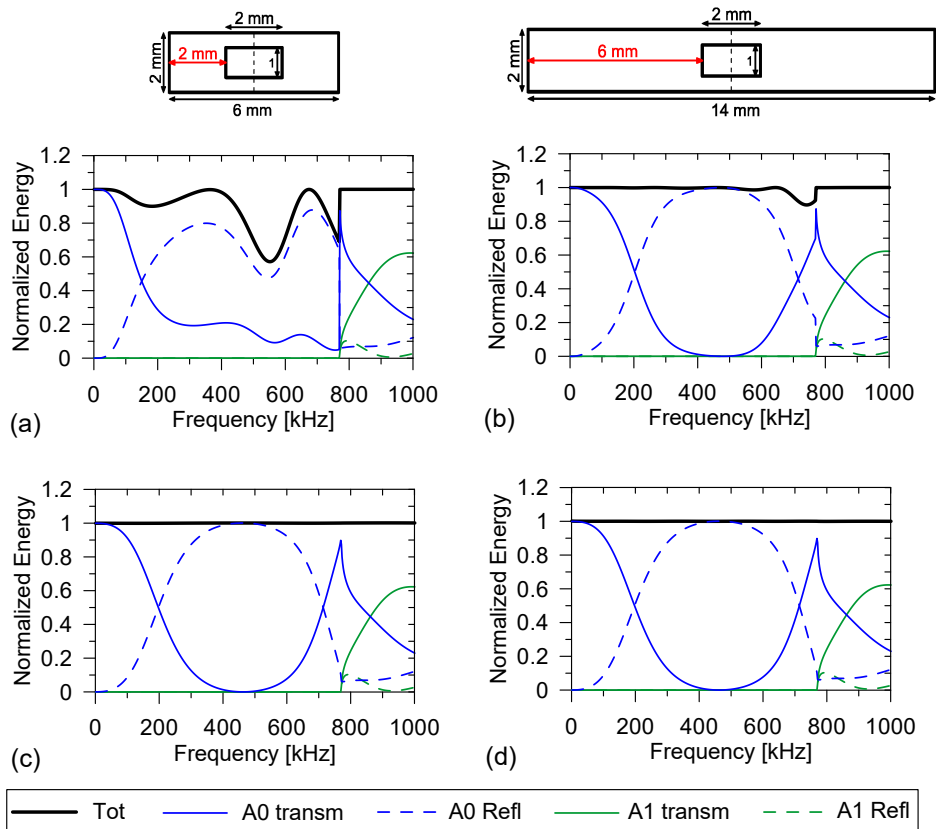 2 mm
2 mm
2 mm
1
6 mm
2 mm
2 mm
6 mm
1
14 mm
Normalized Energy
1.2
1
0.8
0.6
0.4
0.2
0
0 200 400 600 800 1000
Frequency [kHz]
(a)
Normalized Energy
1.2
1
0.8
0.6
0.4
0.2
0
0 200 400 600 800 1000
Frequency [kHz]
(b)
Normalized Energy
1.2
1
0.8
0.6
0.4
0.2
0
0 200 400 600 800 1000
Frequency [kHz]
(c)
Normalized Energy
1.2
1
0.8
0.6
0.4
0.2
0
0 200 400 600 800 1000
Frequency [kHz]
(d)
Tot A0 transm A0 Refl A1 transm A1 Refl